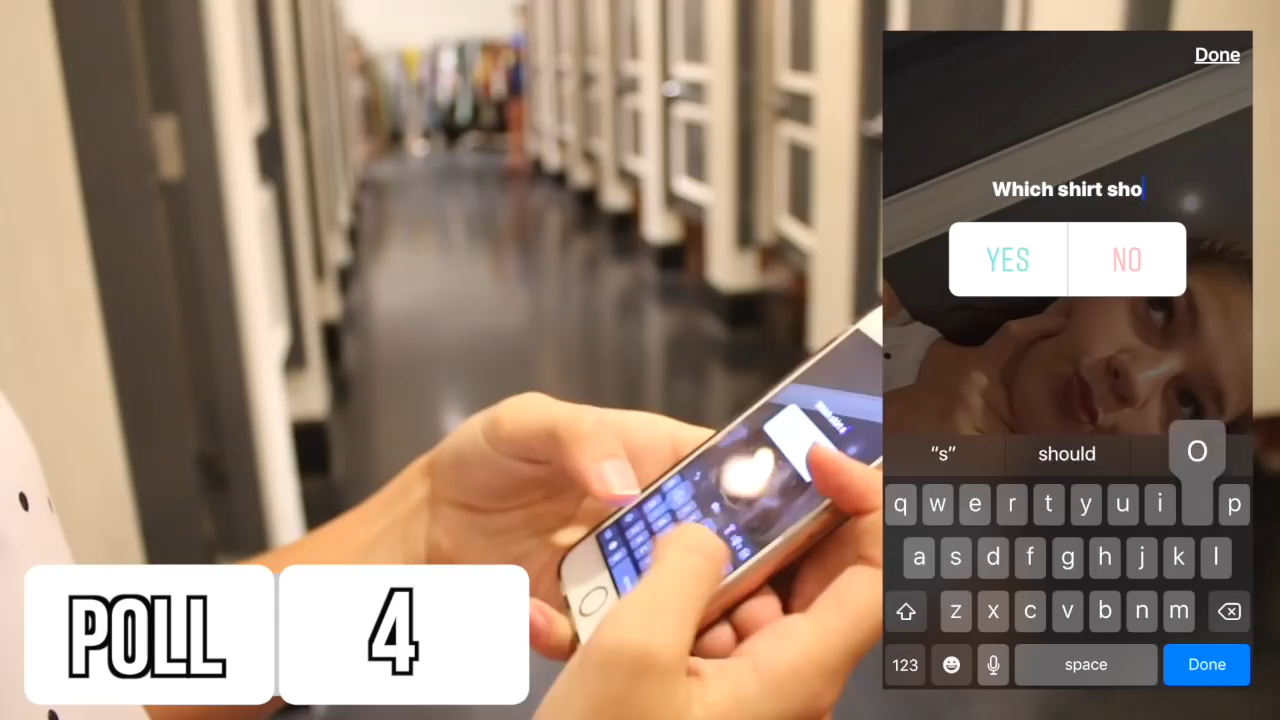 Done
Which shirt sho
YES NO
“s” should
O
q w e r t y u i p
a s d f g h j k l
z x c v b n m
123 space Done
POLL 4